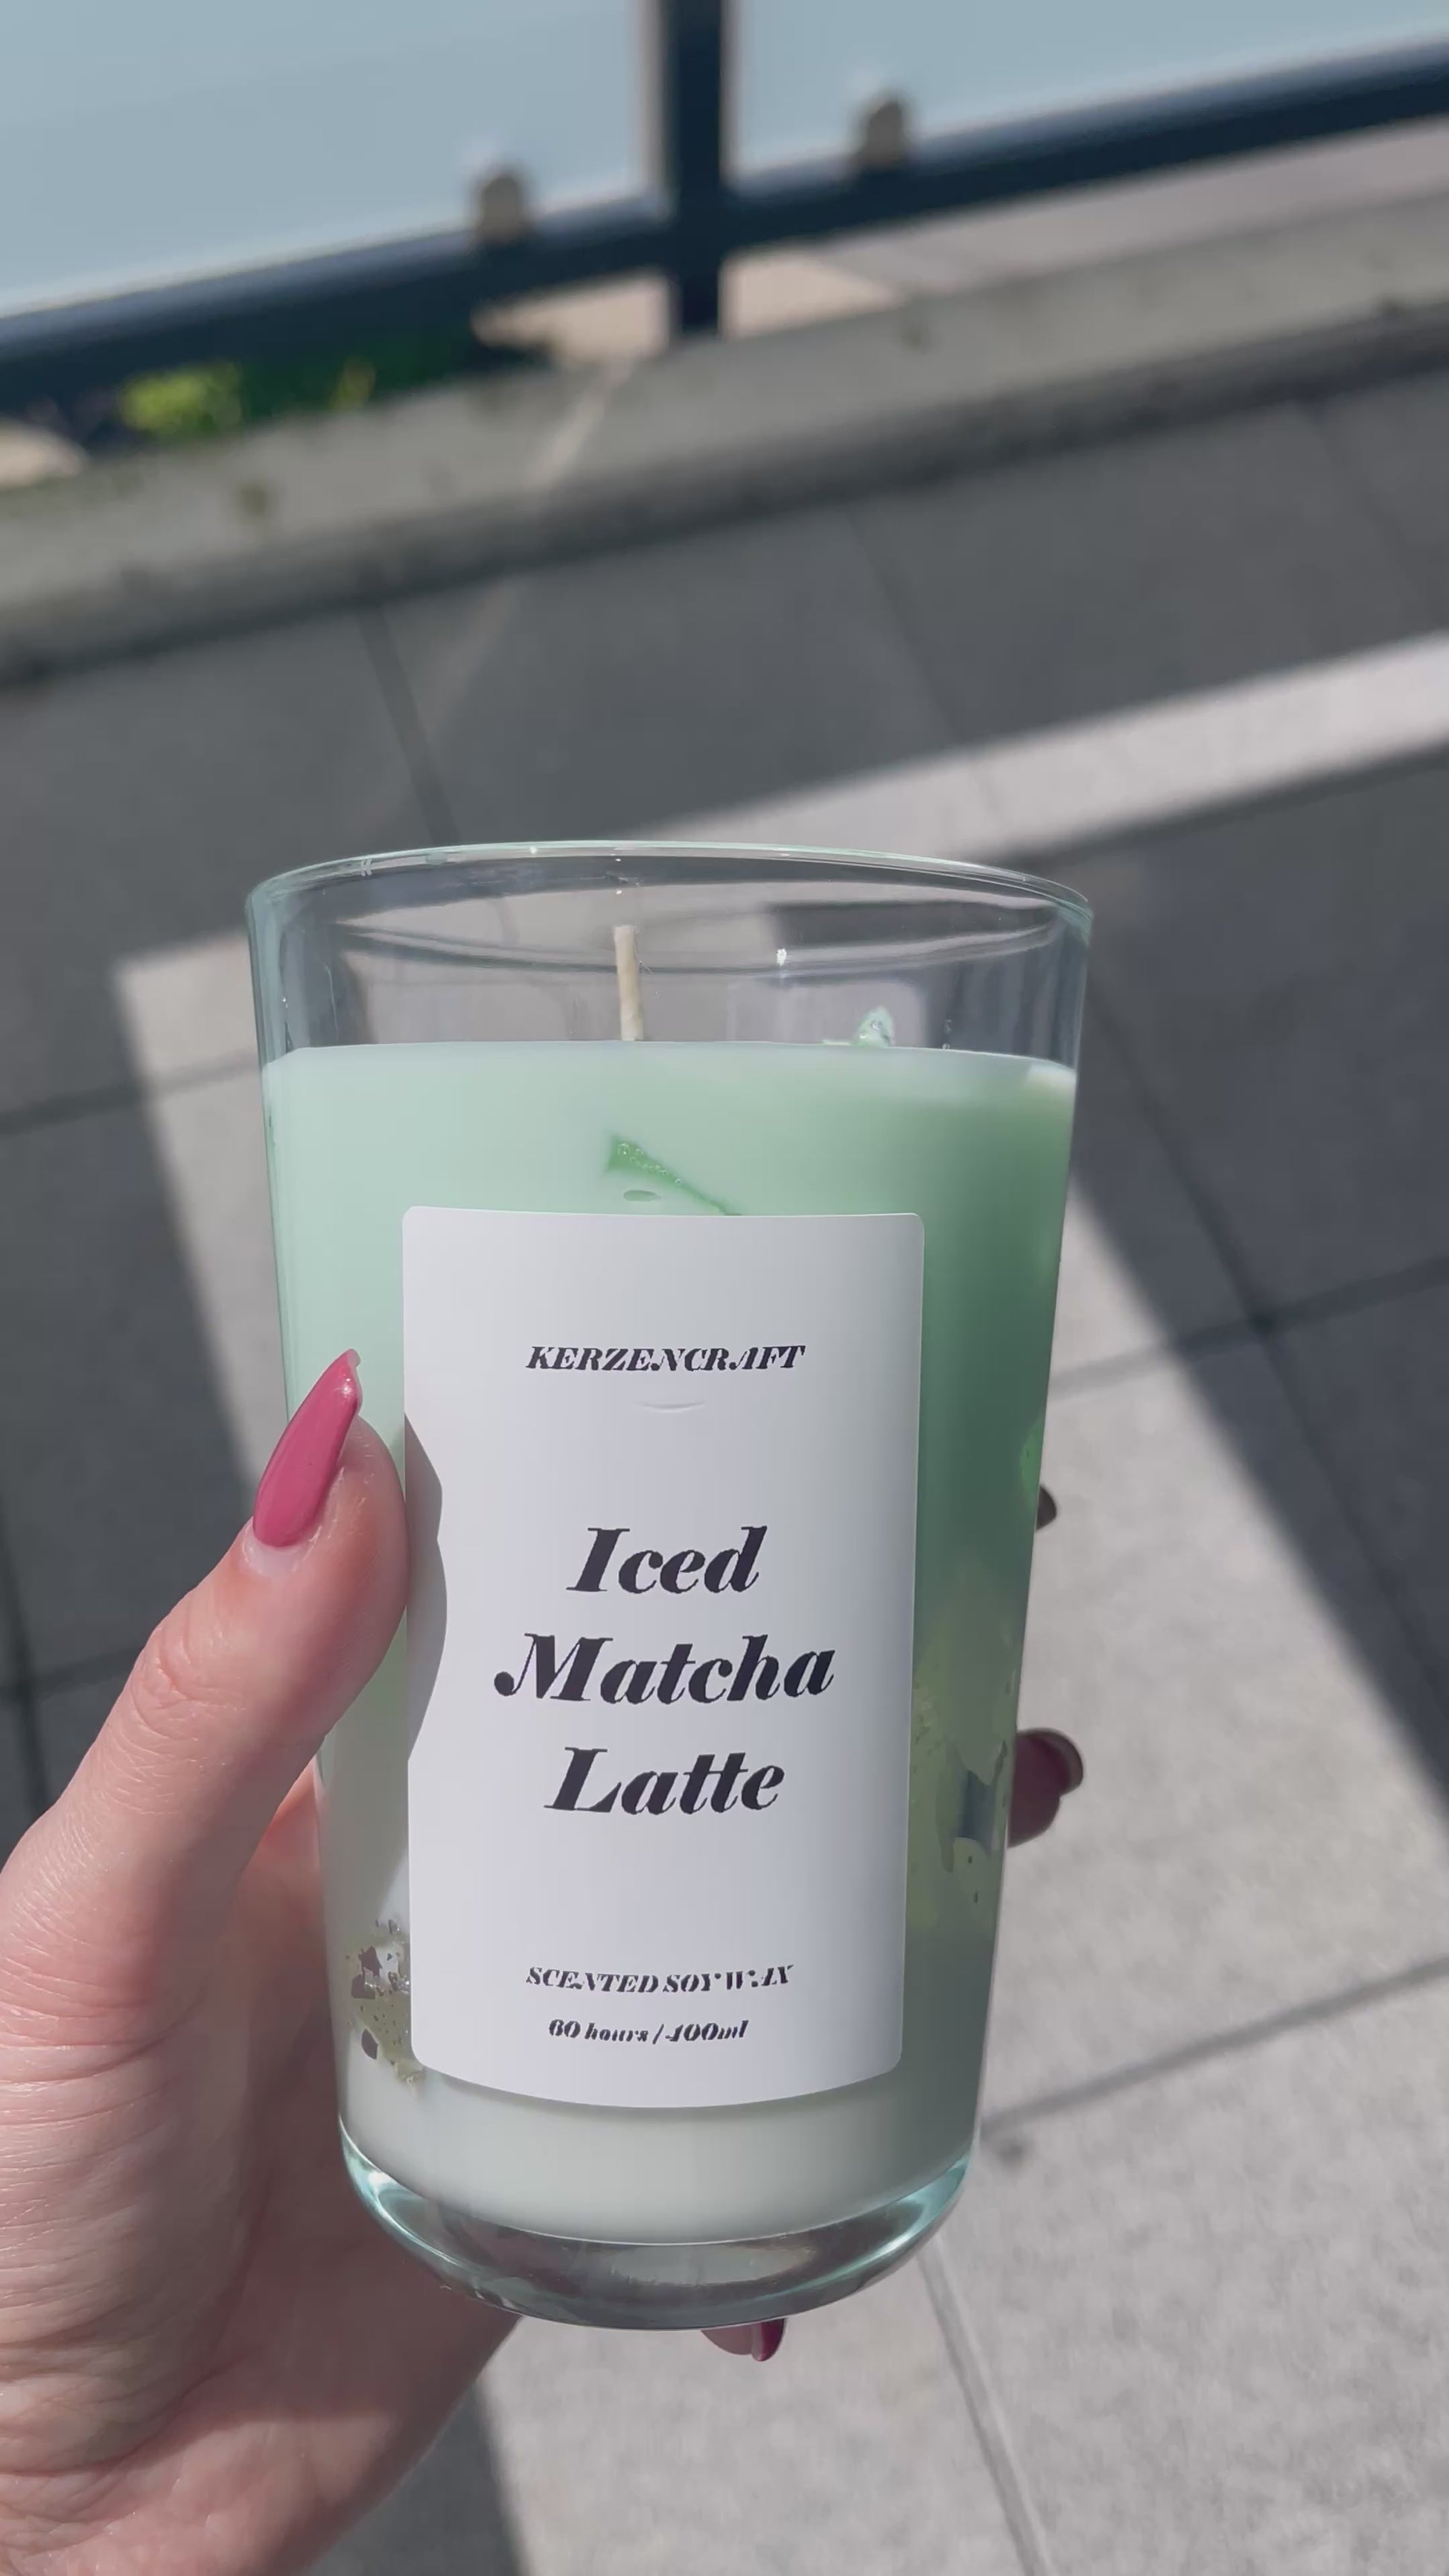 KERZENCRAFT
Iced
Matcha
Latte
SCENTED SOY WAX
60 hours / 400ml